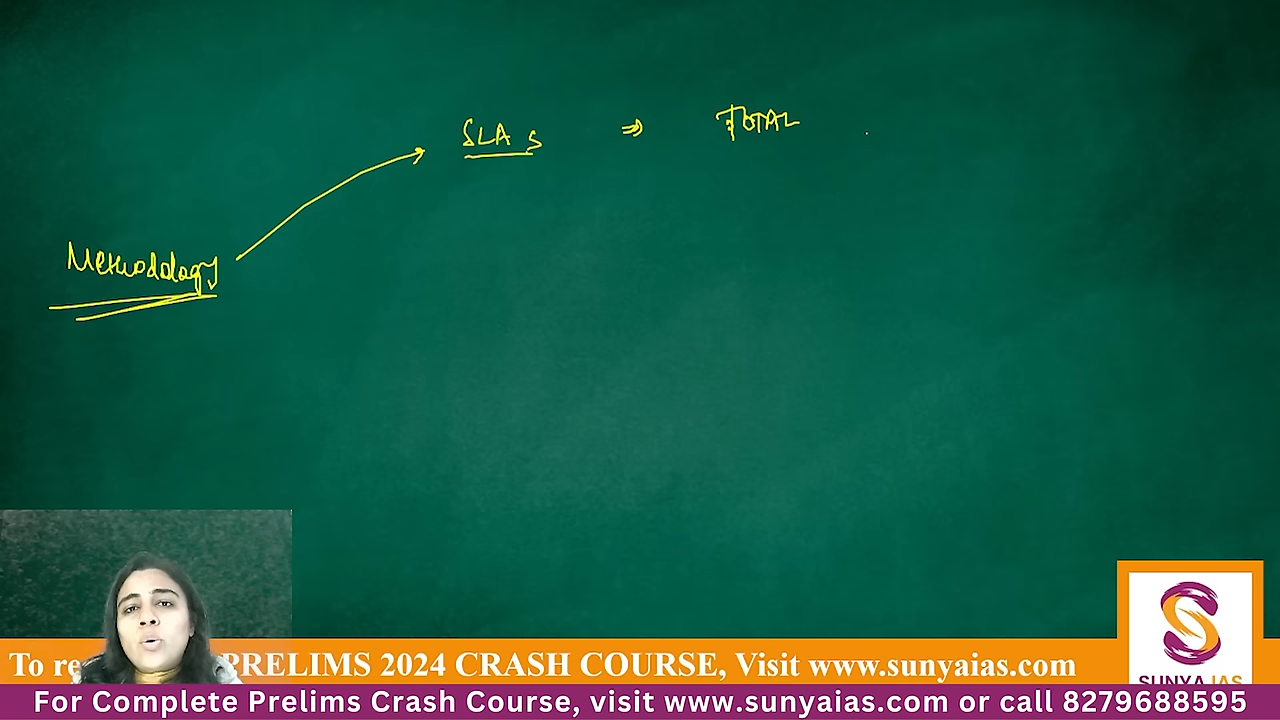 SLA s ⇒ TOTAL
Methodology
SUNYA IAS
To re PRELIMS 2024 CRASH COURSE, Visit www.sunyaias.com
For Complete Prelims Crash Course, visit www.sunyaias.com or call 8279688595